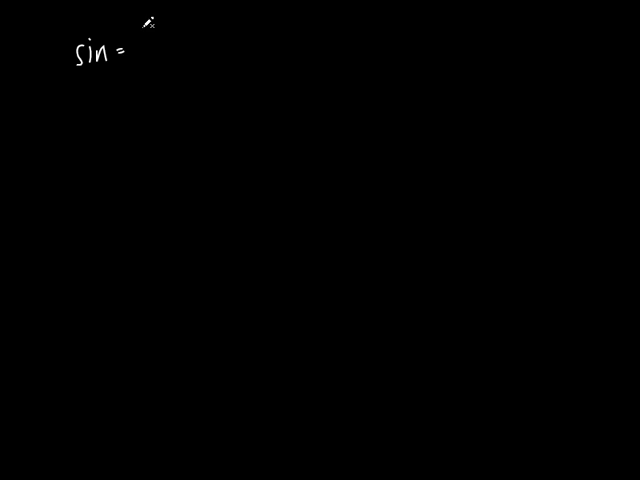 sin =